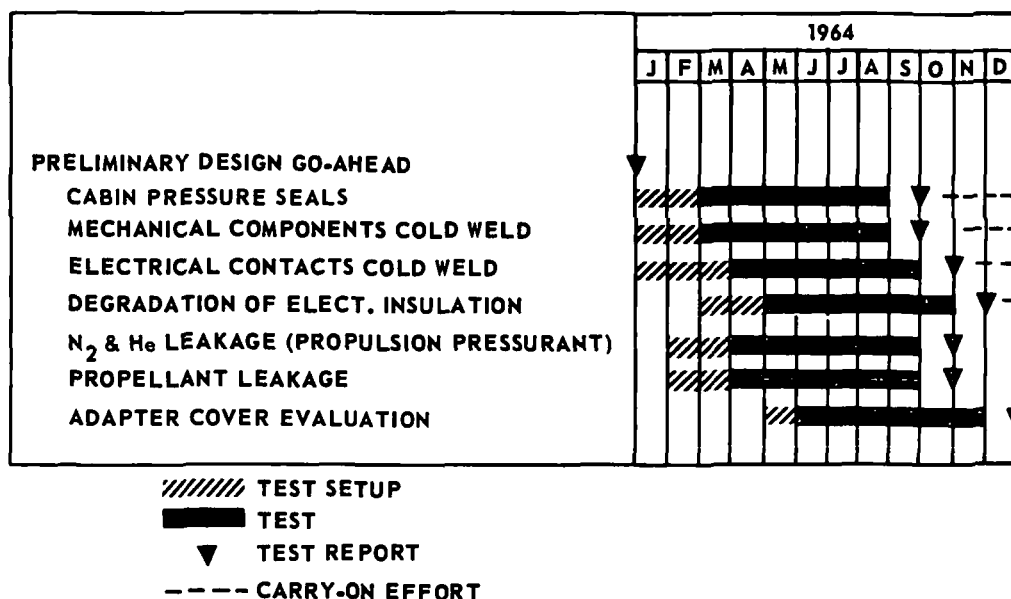 1964
J F M A M J J A S O N D
PRELIMINARY DESIGN GO-AHEAD
CABIN PRESSURE SEALS
MECHANICAL COMPONENTS COLD WELD
ELECTRICAL CONTACTS COLD WELD
DEGRADATION OF ELECT. INSULATION
N₂ & He LEAKAGE (PROPULSION PRESSURANT)
PROPELLANT LEAKAGE
ADAPTER COVER EVALUATION
TEST SETUP
TEST
TEST REPORT
CARRY-ON EFFORT